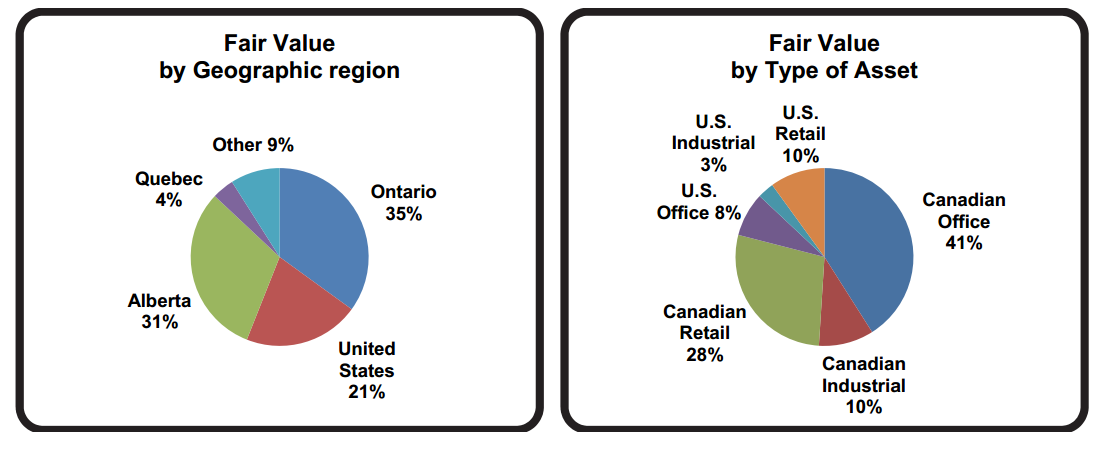 Fair Value
by Geographic region
Other 9%
Quebec
4%
Ontario
35%
Alberta
31%
United
States
21%
Fair Value
by Type of Asset
U.S.
Retail
10%
U.S.
Industrial
3%
U.S.
Office 8%
Canadian
Office
41%
Canadian
Retail
28%
Canadian
Industrial
10%